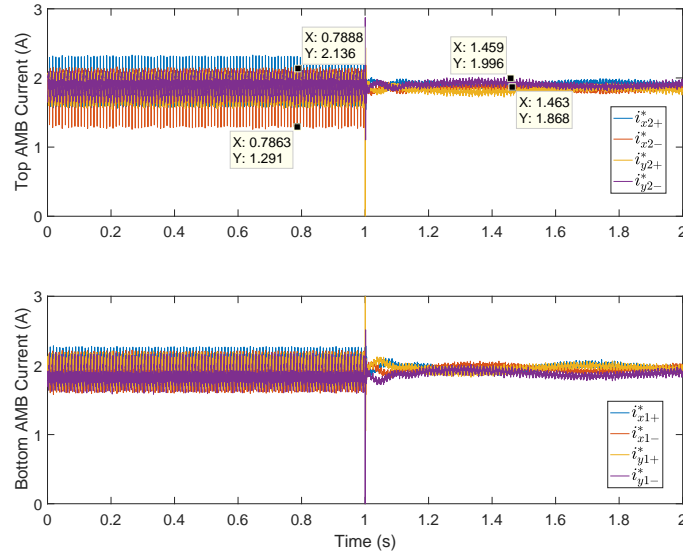 Top AMB Current (A)
3
2
1
0
X: 0.7888
Y: 2.136
X: 1.459
Y: 1.996
X: 0.7863
Y: 1.291
X: 1.463
Y: 1.868
i*x2+
i*x2-
i*y2+
i*y2-
0 0.2 0.4 0.6 0.8 1 1.2 1.4 1.6 1.8 2
Bottom AMB Current (A)
3
2
1
0
i*x1+
i*x1-
i*y1+
i*y1-
0 0.2 0.4 0.6 0.8 1 1.2 1.4 1.6 1.8 2
Time (s)